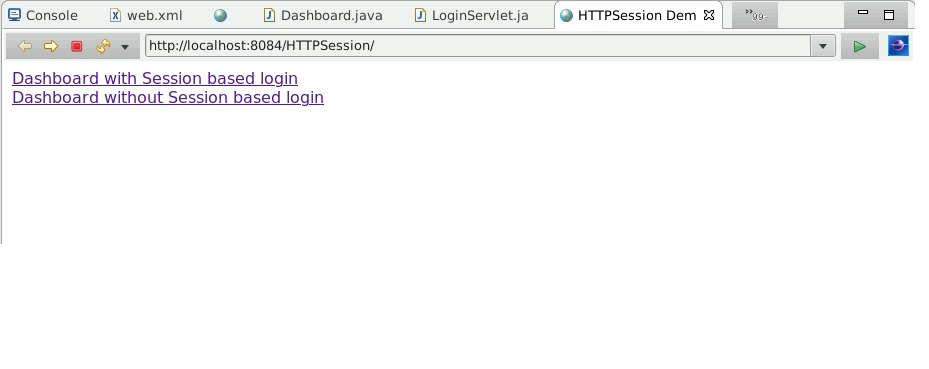 Console
web.xml
Dashboard.java
LoginServlet.ja
HTTPSession Dem
http://localhost:8084/HTTPSession/
Dashboard with Session based login
Dashboard without Session based login